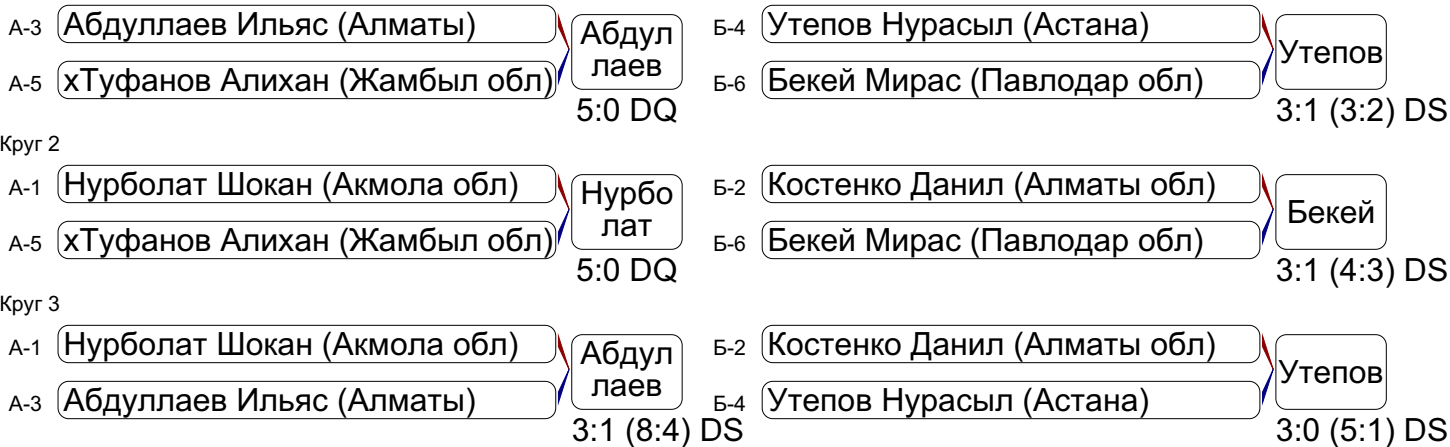 А-3 Абдуллаев Ильяс (Алматы)
А-5 хТуфанов Алихан (Жамбыл обл)
Абдул
лаев
5:0 DQ
Б-4 Утепов Нурасыл (Астана)
Б-6 Бекей Мирас (Павлодар обл)
Утепов
3:1 (3:2) DS
Круг 2
А-1 Нурболат Шокан (Акмола обл)
А-5 хТуфанов Алихан (Жамбыл обл)
Нурбо
лат
5:0 DQ
Б-2 Костенко Данил (Алматы обл)
Б-6 Бекей Мирас (Павлодар обл)
Бекей
3:1 (4:3) DS
Круг 3
А-1 Нурболат Шокан (Акмола обл)
А-3 Абдуллаев Ильяс (Алматы)
Абдул
лаев
3:1 (8:4) DS
Б-2 Костенко Данил (Алматы обл)
Б-4 Утепов Нурасыл (Астана)
Утепов
3:0 (5:1) DS